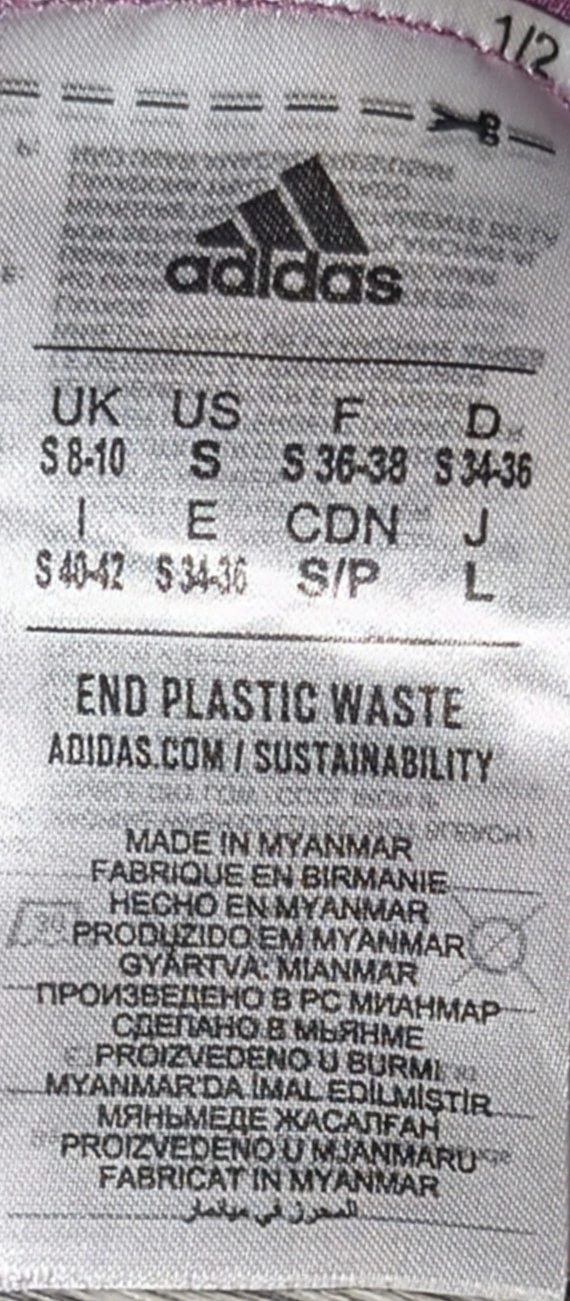 1/2
adidas
UK US F D
S 8-10 S S 36-38 S 34-36
I E CDN J
S 40-42 S 34-36 S/P L
END PLASTIC WASTE
ADIDAS.COM / SUSTAINABILITY
MADE IN MYANMAR
FABRIQUE EN BIRMANIE
HECHO EN MYANMAR
PRODUZIDO EM MYANMAR
GYÁRTVA: MIANMAR
ПРОИЗВЕДЕНО В РС МИАНМАР
СДЕЛАНО В МЬЯНМЕ
PROIZVEDENO U BURMI
MYANMAR'DA İMAL EDİLMİŞTİR
МЯНЬМЕДЕ ЖАСАЛҒАН
PROIZVEDENO U MJANMARU
FABRICAT IN MYANMAR
في ميانمار